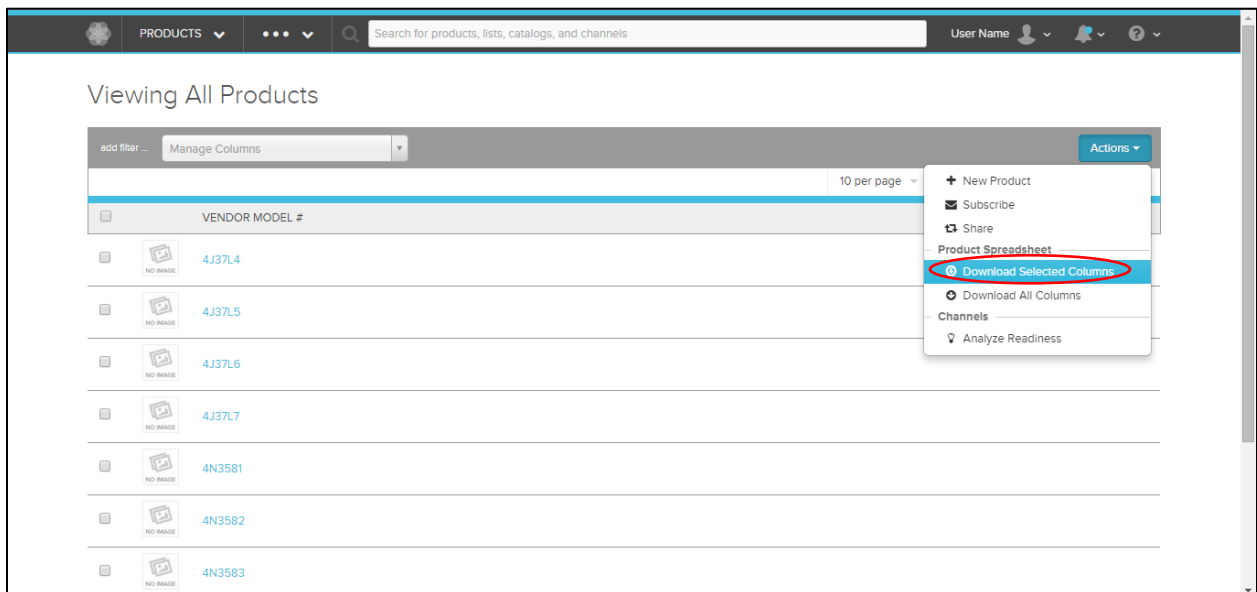 PRODUCTS
Search for products, lists, catalogs, and channels
User Name
Viewing All Products
add filter ...
Manage Columns
Actions
10 per page
New Product
Subscribe
Share
Product Spreadsheet
Download Selected Columns
Download All Columns
Channels
Analyze Readiness
VENDOR MODEL #
NO IMAGE
4J37L4
NO IMAGE
4J37L5
NO IMAGE
4J37L6
NO IMAGE
4J37L7
NO IMAGE
4N3581
NO IMAGE
4N3582
NO IMAGE
4N3583